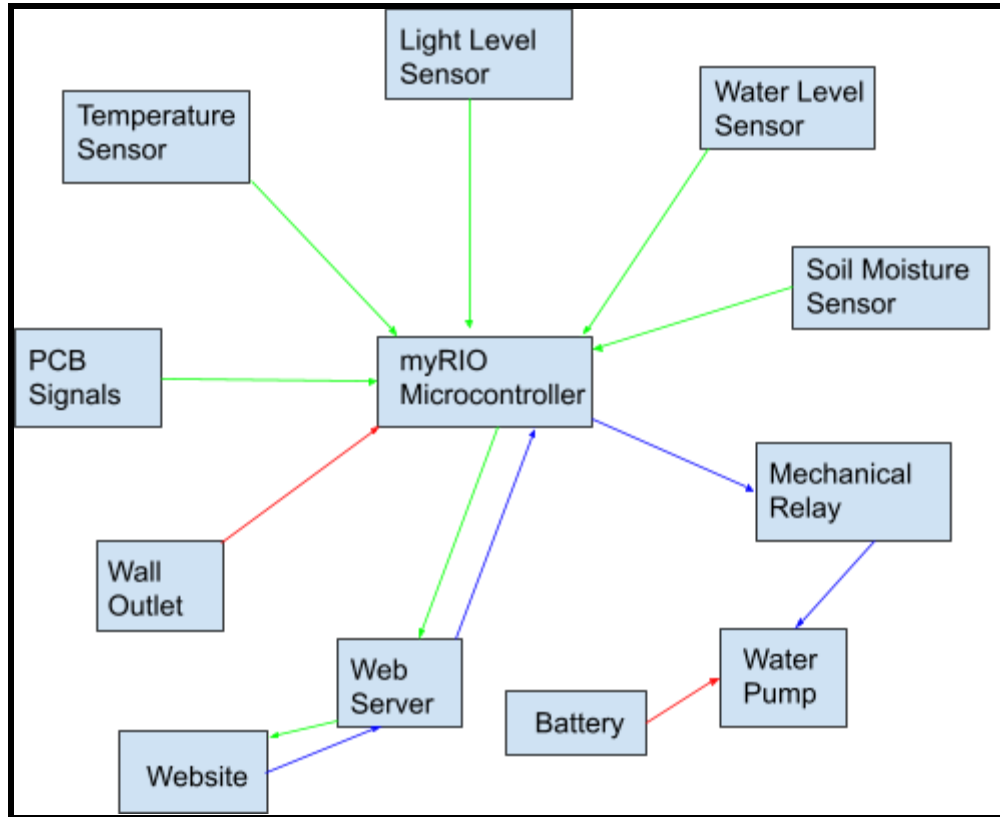 Light Level
Sensor
Water Level
Sensor
Temperature
Sensor
Soil Moisture
Sensor
PCB
Signals
myRIO
Microcontroller
Mechanical
Relay
Wall
Outlet
Web
Server
Water
Pump
Battery
Website